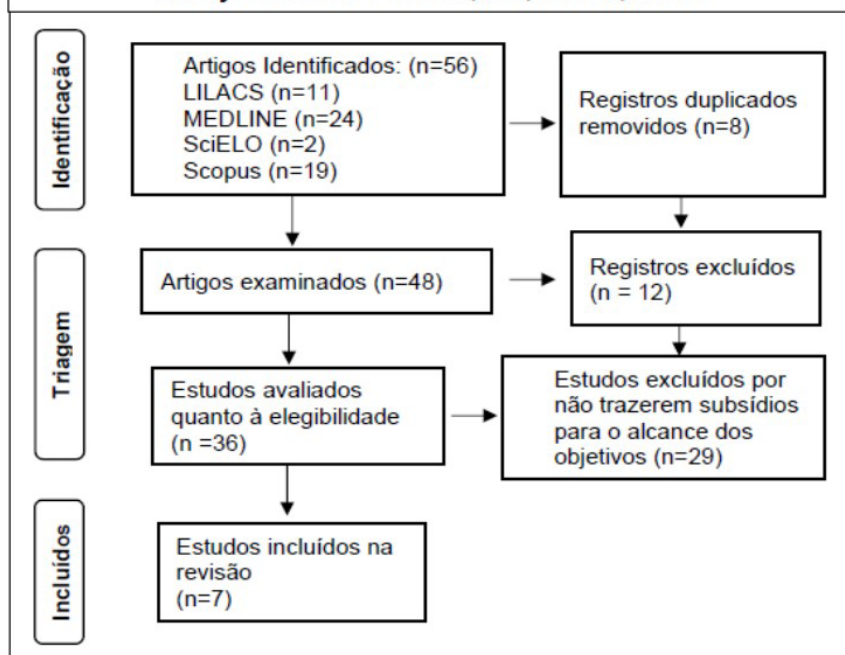 Identificação
Artigos Identificados: (n=56)
LILACS (n=11)
MEDLINE (n=24)
SciELO (n=2)
Scopus (n=19)
Registros duplicados
removidos (n=8)
Triagem
Artigos examinados (n=48)
Registros excluídos
(n = 12)
Estudos avaliados
quanto à elegibilidade
(n =36)
Estudos excluídos por
não trazerem subsídios
para o alcance dos
objetivos (n=29)
Incluídos
Estudos incluídos na
revisão
(n=7)